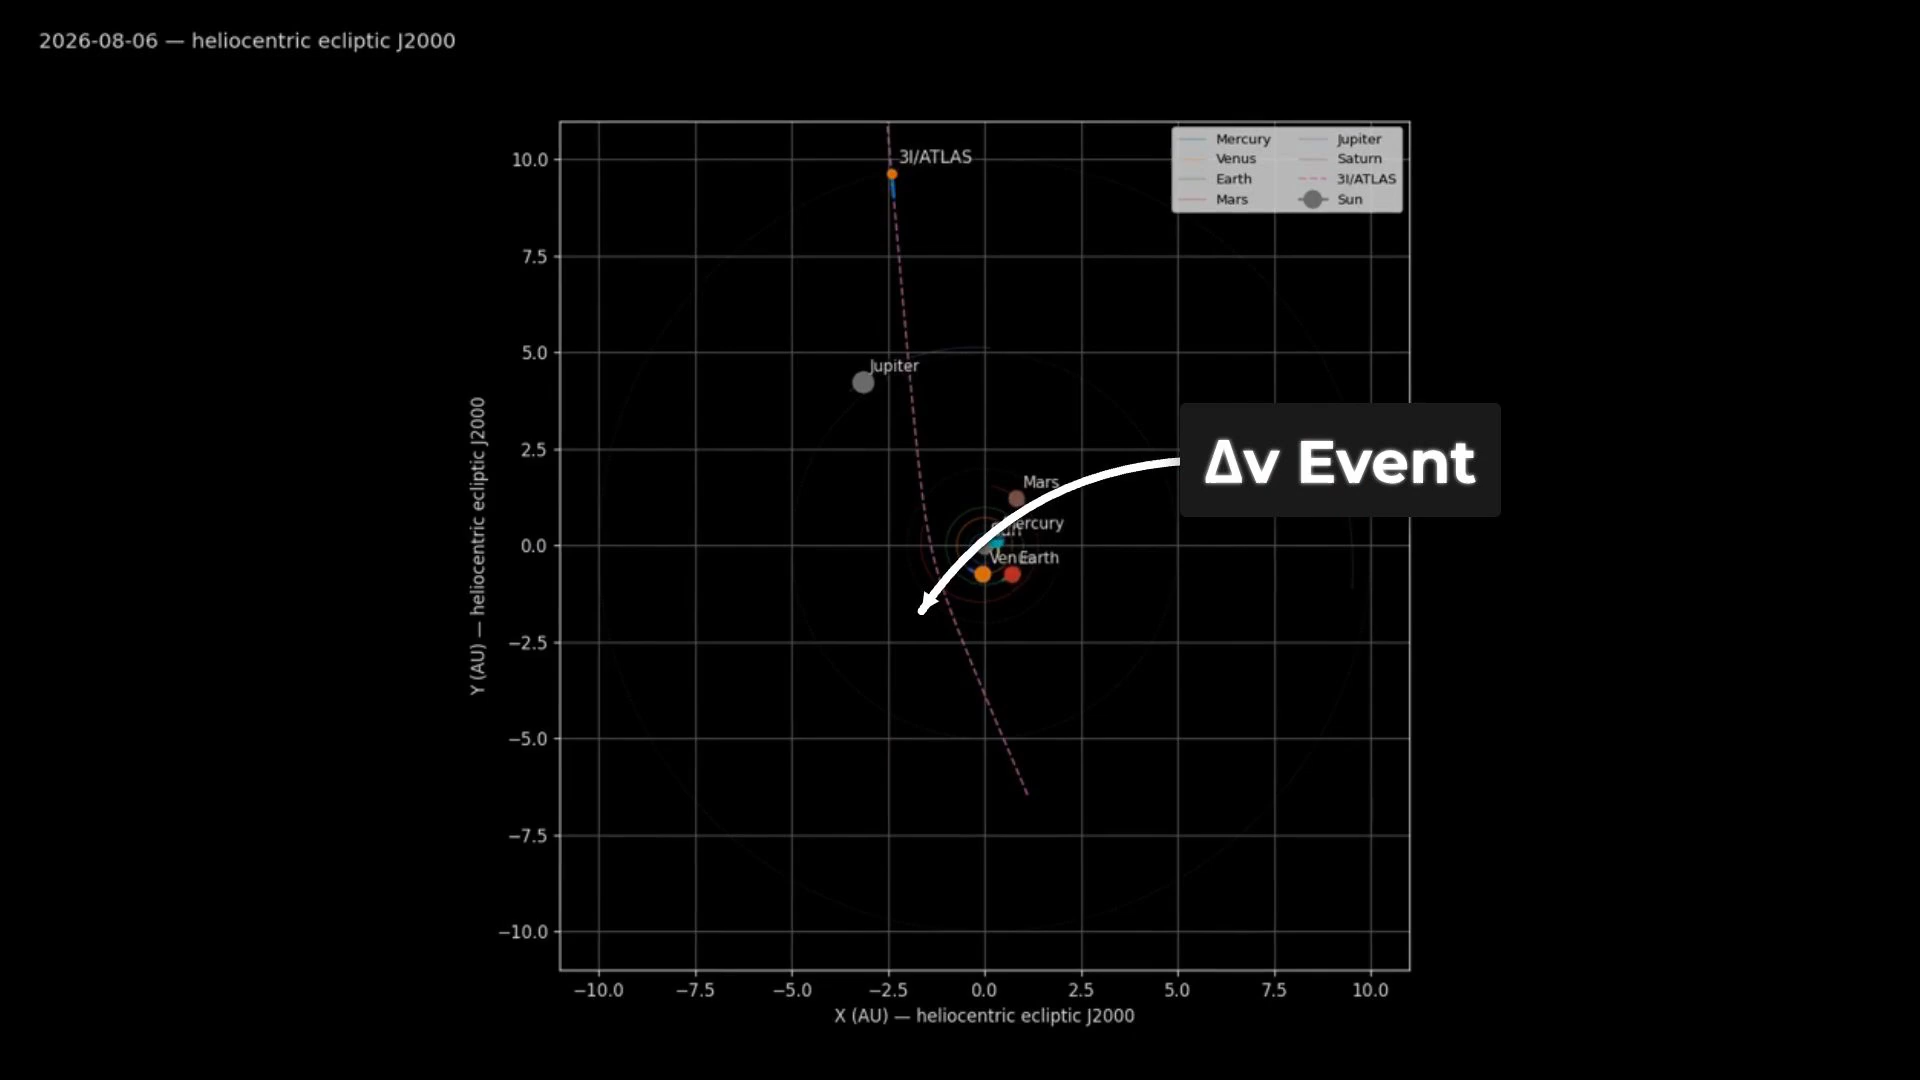 2026-08-06 — heliocentric ecliptic J2000
3I/ATLAS
Mercury
Venus
Earth
Mars
Jupiter
Saturn
3I/ATLAS
Sun
Jupiter
Δv Event
Mars
Mercury
Sun
Venus
Earth
10.0
7.5
5.0
2.5
0.0
−2.5
−5.0
−7.5
−10.0
Y (AU) — heliocentric ecliptic J2000
−10.0 −7.5 −5.0 −2.5 0.0 2.5 5.0 7.5 10.0
X (AU) — heliocentric ecliptic J2000